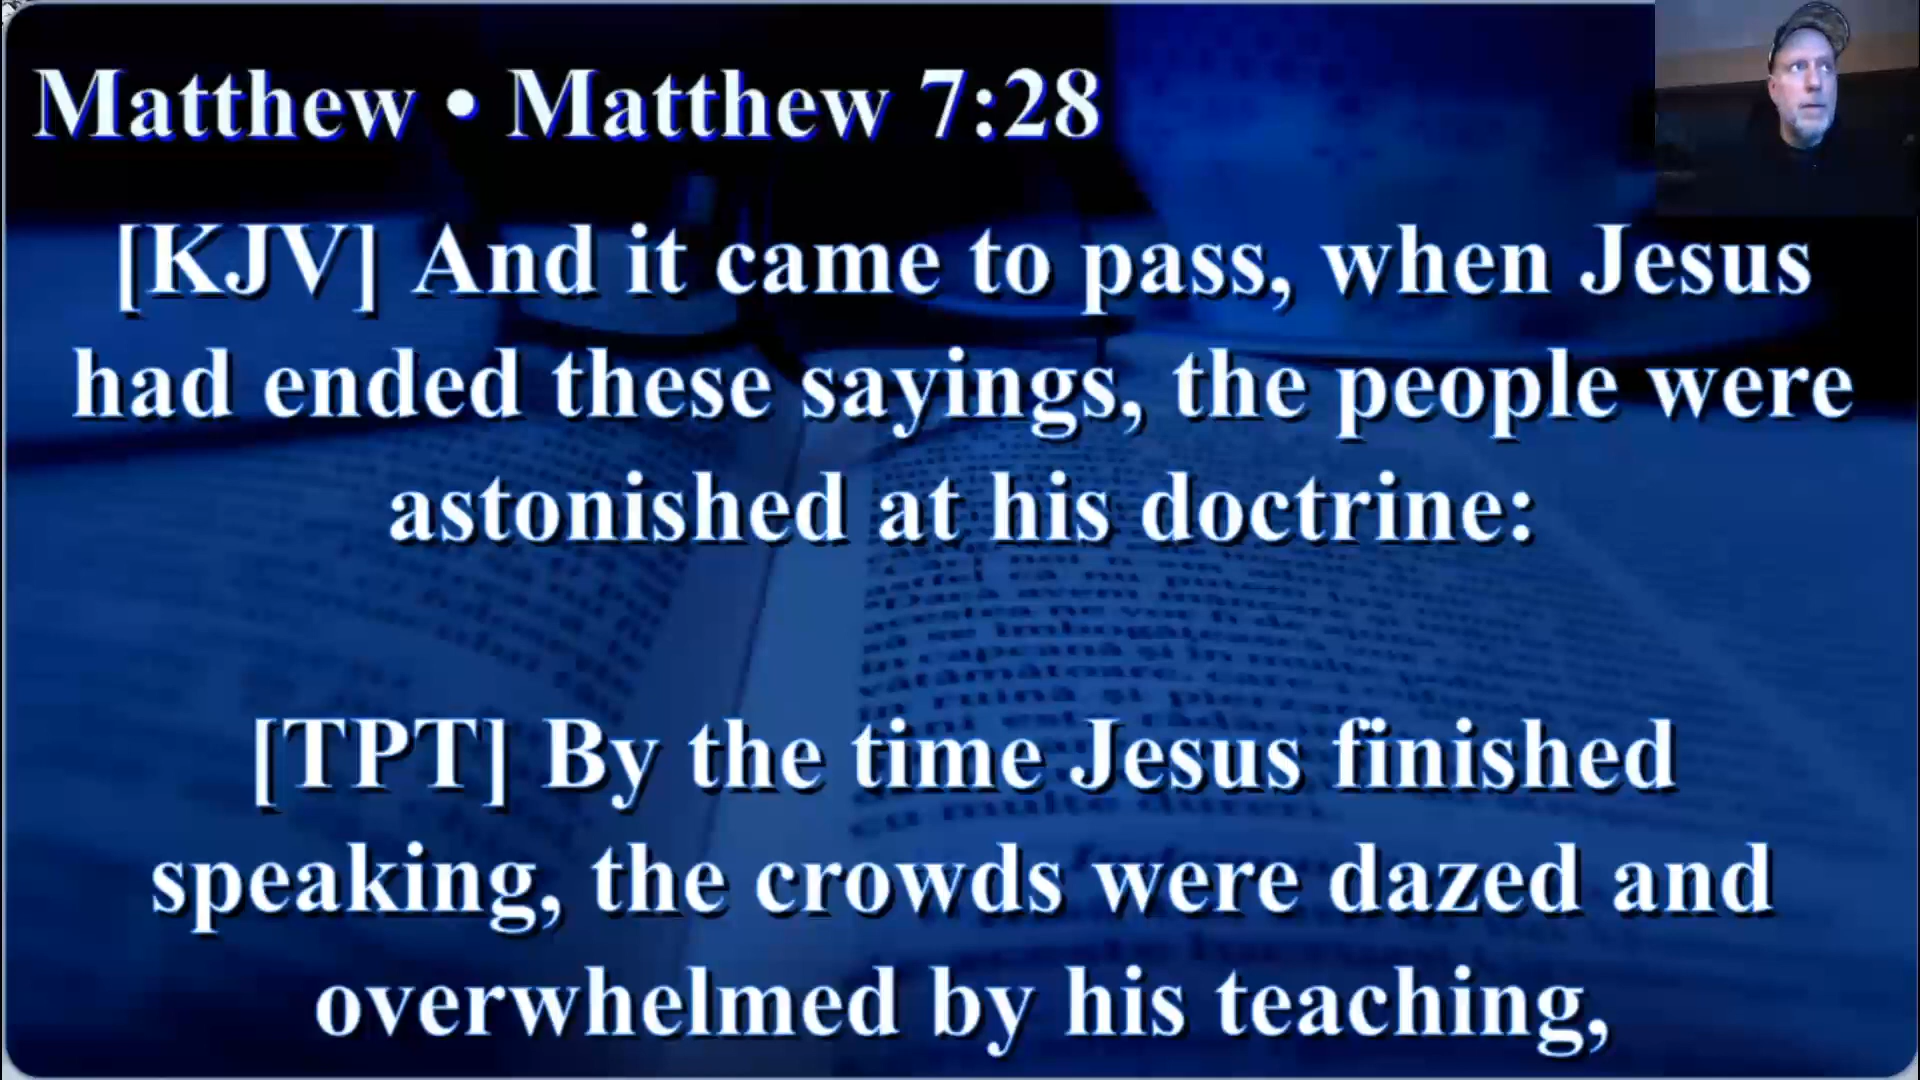 Matthew • Matthew 7:28
[KJV] And it came to pass, when Jesus
had ended these sayings, the people were
astonished at his doctrine:
[TPT] By the time Jesus finished
speaking, the crowds were dazed and
overwhelmed by his teaching,